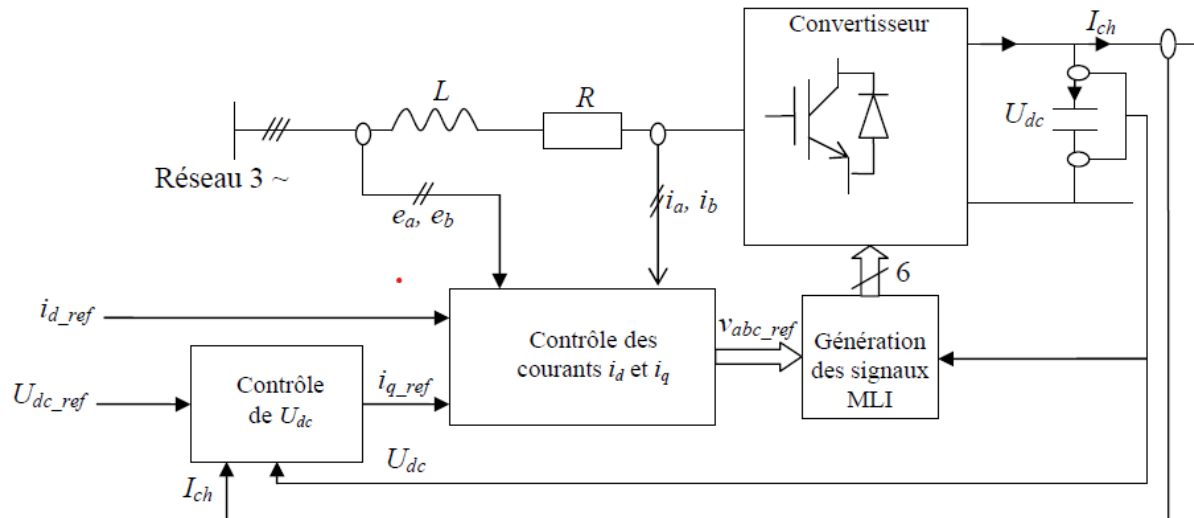 Convertisseur
I_ch
L
R
U_dc
Réseau 3 ~
e_a, e_b
i_a, i_b
6
i_d_ref
Contrôle des
courants i_d et i_q
v_abc_ref
Génération
des signaux
MLI
U_dc_ref
Contrôle
de U_dc
i_q_ref
U_dc
I_ch